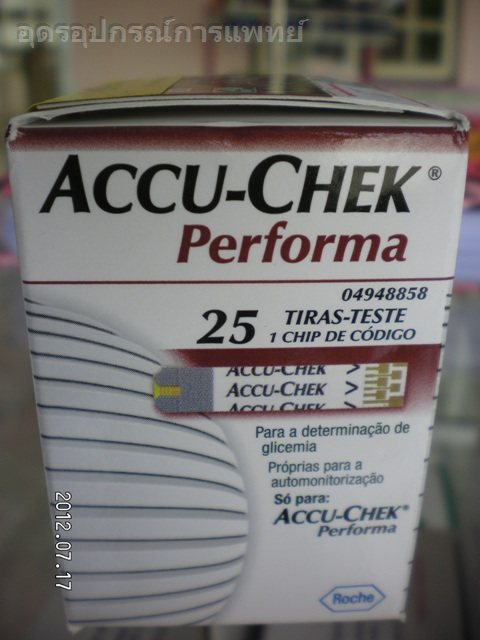 อุดรอุปกรณ์การแพทย์
ACCU-CHEK®
Performa
04948858
25 TIRAS-TESTE
1 CHIP DE CÓDIGO
ACCU-CHEK >
ACCU-CHEK >
ACCU-CHEK >
Para a determinação de
glicemia
Próprias para a
automonitorização
Só para:
ACCU-CHEK®
Performa
Roche
2012.07.17